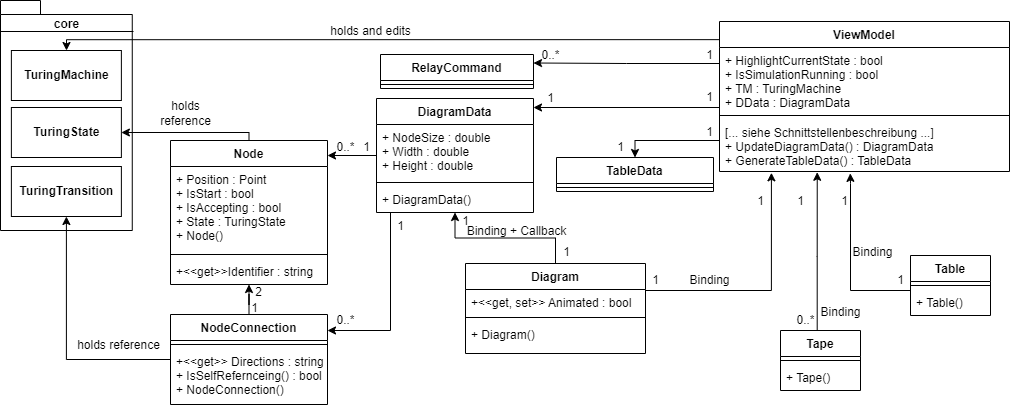 core
TuringMachine
TuringState
TuringTransition
holds and edits
ViewModel
+ HighlightCurrentState : bool
+ IsSimulationRunning : bool
+ TM : TuringMachine
+ DData : DiagramData
[... siehe Schnittstellenbeschreibung ...]
+ UpdateDiagramData() : DiagramData
+ GenerateTableData() : TableData
RelayCommand
0..*
1
DiagramData
+ NodeSize : double
+ Width : double
+ Height : double
+ DiagramData()
1
1
TableData
1
1
holds
reference
Node
+ Position : Point
+ IsStart : bool
+ IsAccepting : bool
+ State : TuringState
+ Node()
+<<get>>Identifier : string
0..*
1
1
1
Binding + Callback
1
Diagram
+<<get, set>> Animated : bool
+ Diagram()
1
Binding
1
1
1
Binding
1
Table
+ Table()
2
1
NodeConnection
+<<get>> Directions : string
+ IsSelfRefernceing() : bool
+ NodeConnection()
0..*
holds reference
0..*
Binding
Tape
+ Tape()